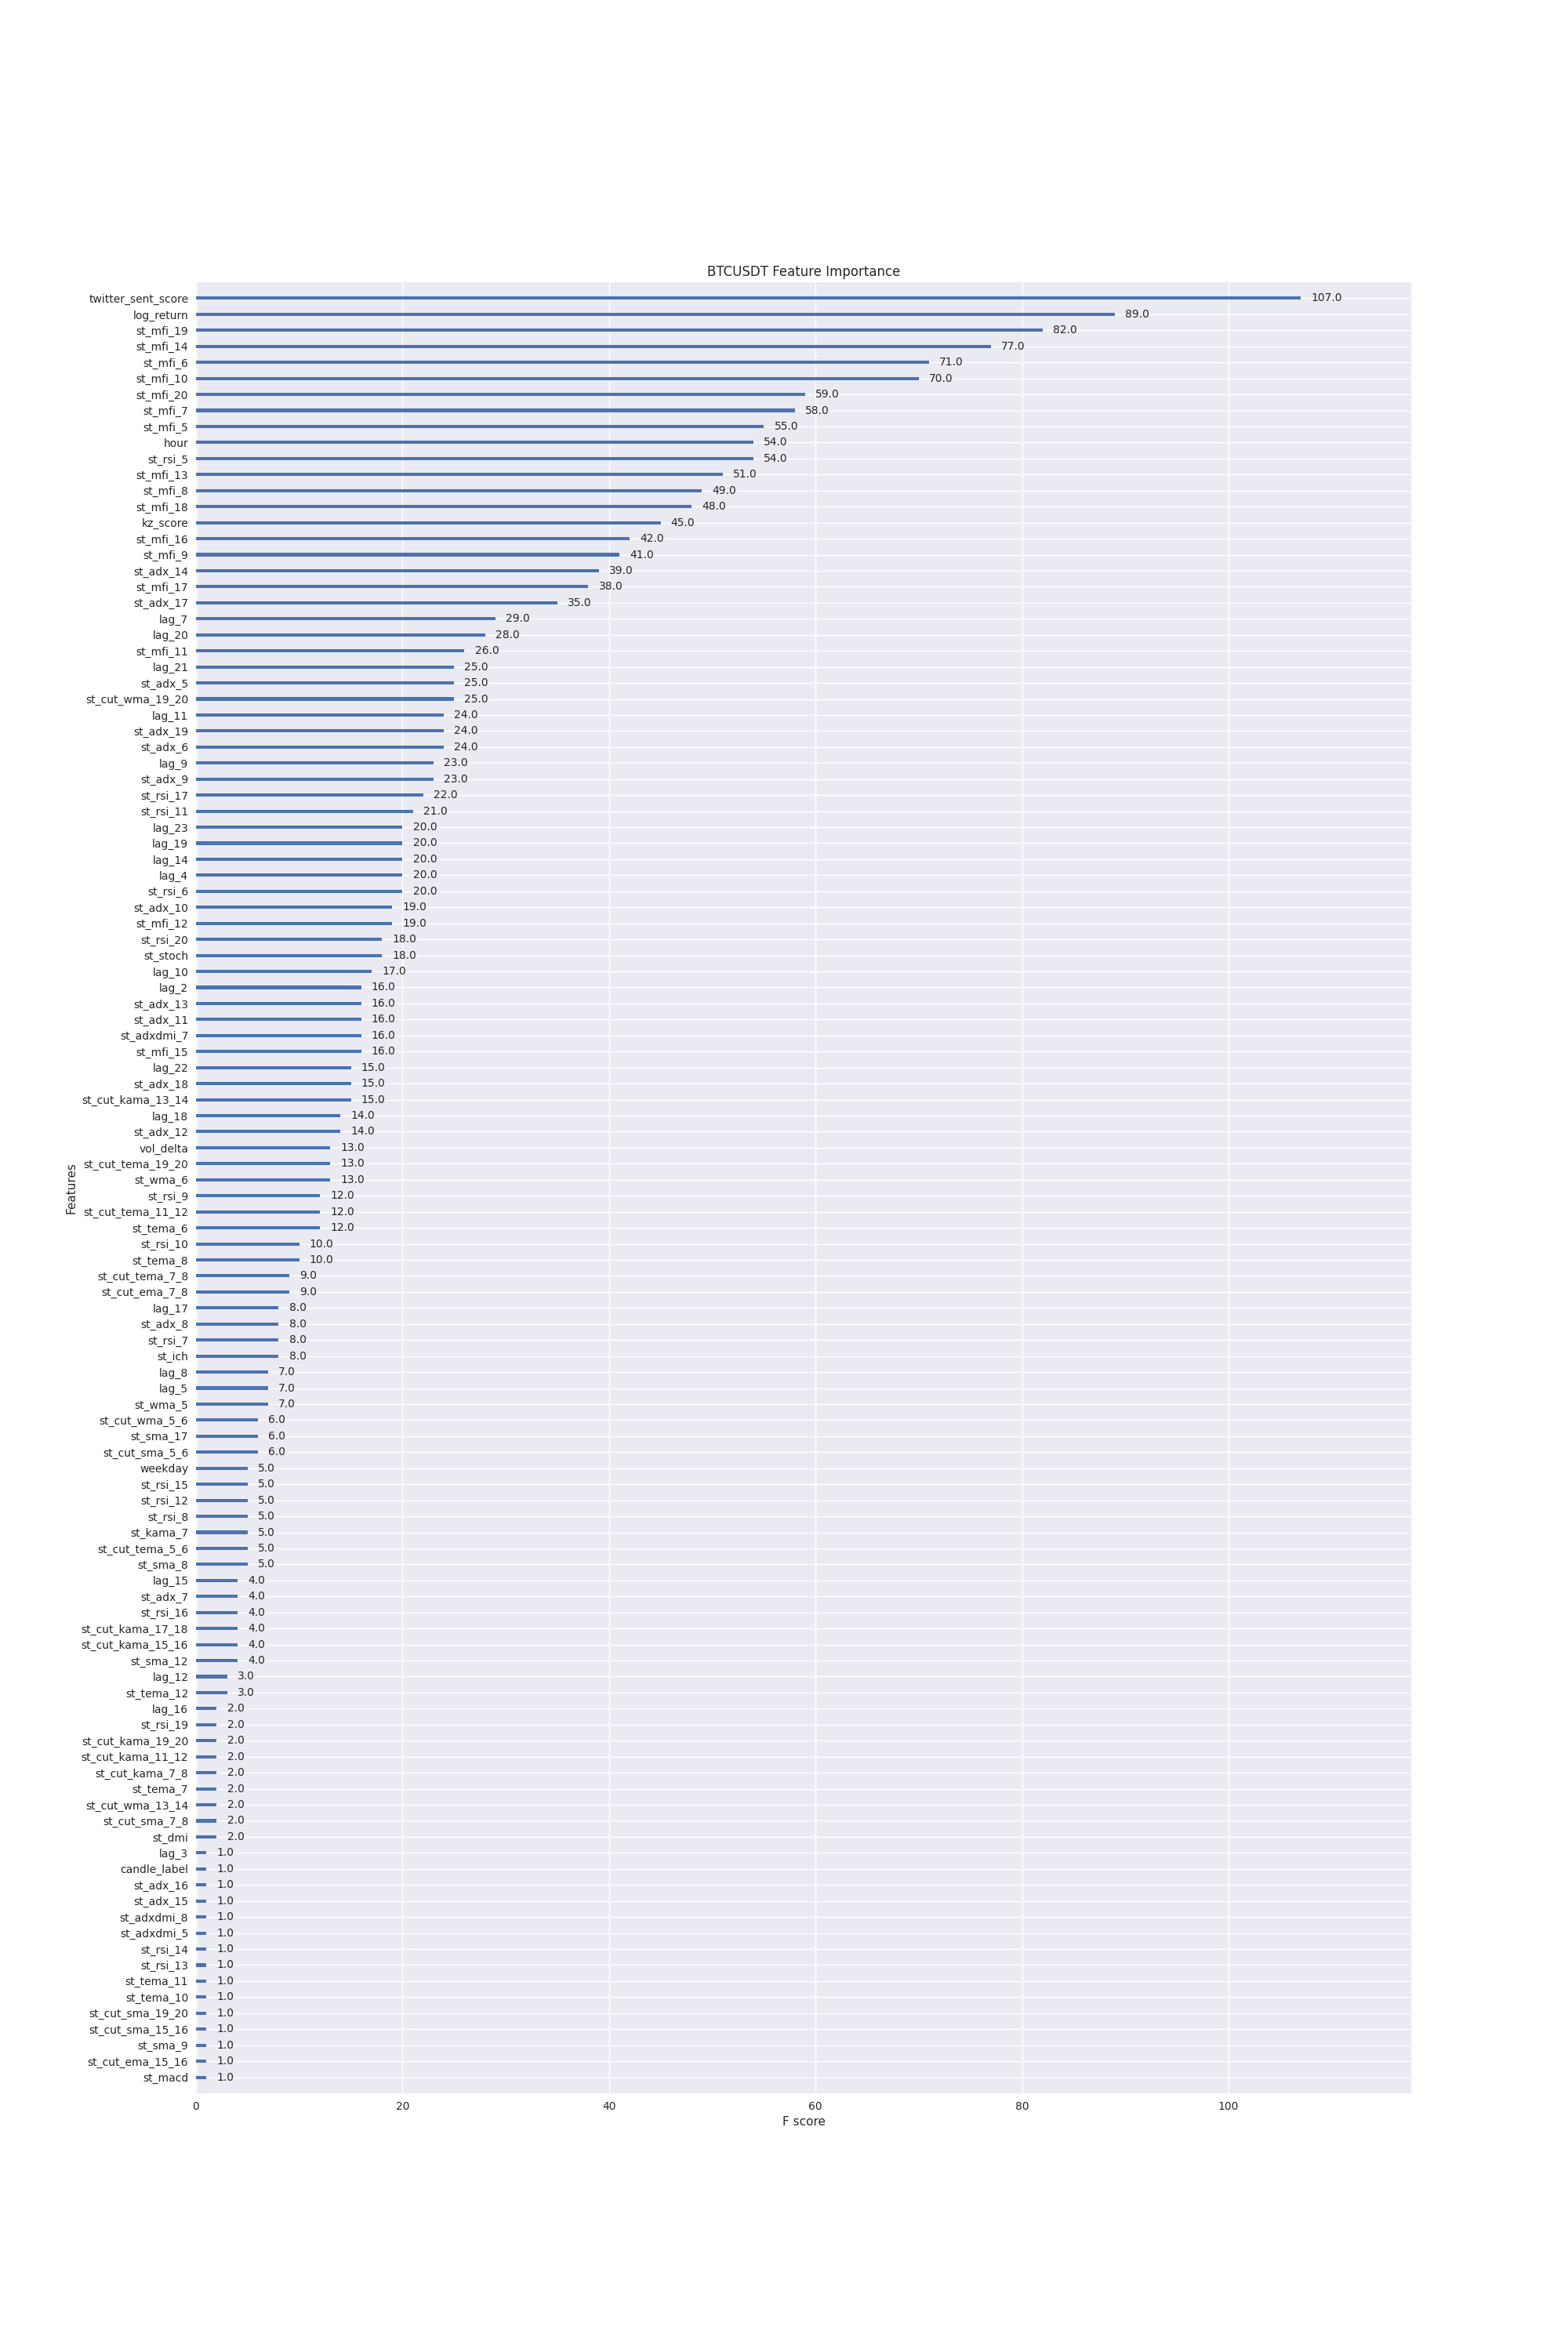 BTCUSDT Feature Importance
twitter_sent_score 107.0
log_return 89.0
st_mfi_19 82.0
st_mfi_14 77.0
st_mfi_6 71.0
st_mfi_10 70.0
st_mfi_20 59.0
st_mfi_7 58.0
st_mfi_5 55.0
hour 54.0
st_rsi_5 54.0
st_mfi_13 51.0
st_mfi_8 49.0
st_mfi_18 48.0
kz_score 45.0
st_mfi_16 42.0
st_mfi_9 41.0
st_adx_14 39.0
st_mfi_17 38.0
st_adx_17 35.0
lag_7 29.0
lag_20 28.0
st_mfi_11 26.0
lag_21 25.0
st_adx_5 25.0
st_cut_wma_19_20 25.0
lag_11 24.0
st_adx_19 24.0
st_adx_6 24.0
lag_9 23.0
st_adx_9 23.0
st_rsi_17 22.0
st_rsi_11 21.0
lag_23 20.0
lag_19 20.0
lag_14 20.0
lag_4 20.0
st_rsi_6 20.0
st_adx_10 19.0
st_mfi_12 19.0
st_rsi_20 18.0
st_stoch 18.0
lag_10 17.0
lag_2 16.0
st_adx_13 16.0
st_adx_11 16.0
st_adxdmi_7 16.0
st_mfi_15 16.0
lag_22 15.0
st_adx_18 15.0
st_cut_kama_13_14 15.0
lag_18 14.0
st_adx_12 14.0
vol_delta 13.0
st_cut_tema_19_20 13.0
st_wma_6 13.0
st_rsi_9 12.0
Features
st_cut_tema_11_12 12.0
st_tema_6 12.0
st_rsi_10 10.0
st_tema_8 10.0
st_cut_tema_7_8 9.0
st_cut_ema_7_8 9.0
lag_17 8.0
st_adx_8 8.0
st_rsi_7 8.0
st_ich 8.0
lag_8 7.0
lag_5 7.0
st_wma_5 7.0
st_cut_wma_5_6 6.0
st_sma_17 6.0
st_cut_sma_5_6 6.0
weekday 5.0
st_rsi_15 5.0
st_rsi_12 5.0
st_rsi_8 5.0
st_kama_7 5.0
st_cut_tema_5_6 5.0
st_sma_8 5.0
lag_15 4.0
st_adx_7 4.0
st_rsi_16 4.0
st_cut_kama_17_18 4.0
st_cut_kama_15_16 4.0
st_sma_12 4.0
lag_12 3.0
st_tema_12 3.0
lag_16 2.0
st_rsi_19 2.0
st_cut_kama_19_20 2.0
st_cut_kama_11_12 2.0
st_cut_kama_7_8 2.0
st_tema_7 2.0
st_cut_wma_13_14 2.0
st_cut_sma_7_8 2.0
st_dmi 2.0
lag_3 1.0
candle_label 1.0
st_adx_16 1.0
st_adx_15 1.0
st_adxdmi_8 1.0
st_adxdmi_5 1.0
st_rsi_14 1.0
st_rsi_13 1.0
st_tema_11 1.0
st_tema_10 1.0
st_cut_sma_19_20 1.0
st_cut_sma_15_16 1.0
st_sma_9 1.0
st_cut_ema_15_16 1.0
st_macd 1.0
0 20 40 60 80 100
F score